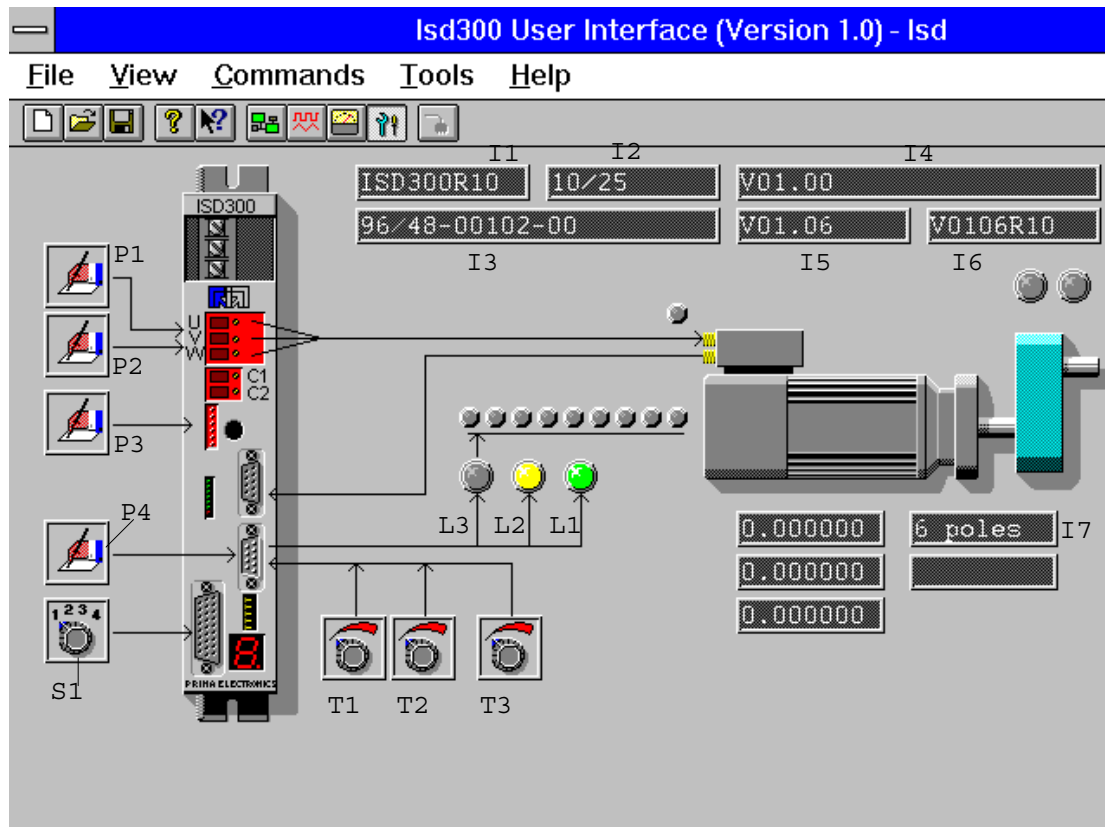 Isd300 User Interface (Version 1.0) - Isd
File View Commands Tools Help
I1 I2 I4
ISD300R10 10/25 V01.00
ISD300
96/48-00102-00 V01.06 V0106R10
I3 I5 I6
P1
U
V
W
P2
C1
C2
P3
P4
L3 L2 L1
0.000000 6 poles I7
0.000000
1 2 3 4
0.000000
8.
S1
PRIMA ELECTRONICS
T1 T2 T3